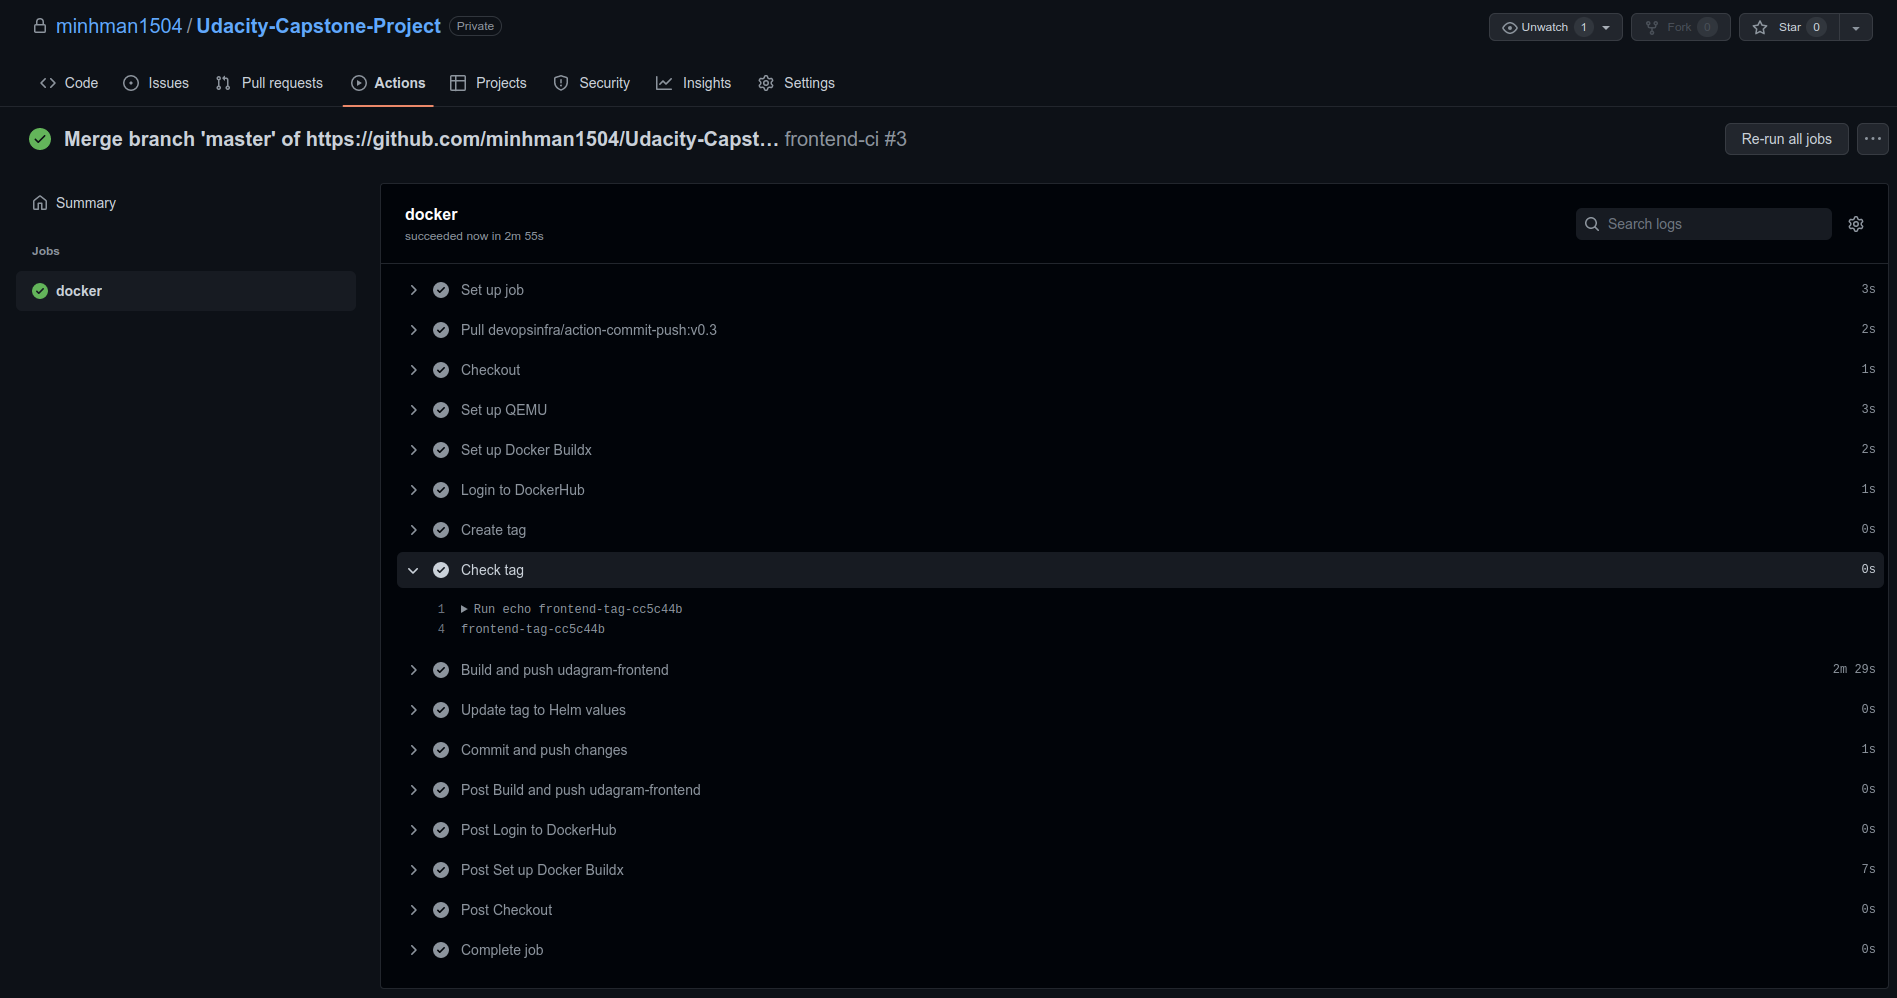 minhman1504 / Udacity-Capstone-Project Private
Unwatch 1
Fork 0
Star 0
Code
Issues
Pull requests
Actions
Projects
Security
Insights
Settings
Merge branch 'master' of https://github.com/minhman1504/Udacity-Capst... frontend-ci #3
Re-run all jobs
Summary
Jobs
docker
docker
succeeded now in 2m 55s
Search logs
Set up job 3s
Pull devopsinfra/action-commit-push:v0.3 2s
Checkout 1s
Set up QEMU 3s
Set up Docker Buildx 2s
Login to DockerHub 1s
Create tag 0s
Check tag 0s
1 Run echo frontend-tag-cc5c44b
4 frontend-tag-cc5c44b
Build and push udagram-frontend 2m 29s
Update tag to Helm values 0s
Commit and push changes 1s
Post Build and push udagram-frontend 0s
Post Login to DockerHub 0s
Post Set up Docker Buildx 7s
Post Checkout 0s
Complete job 0s